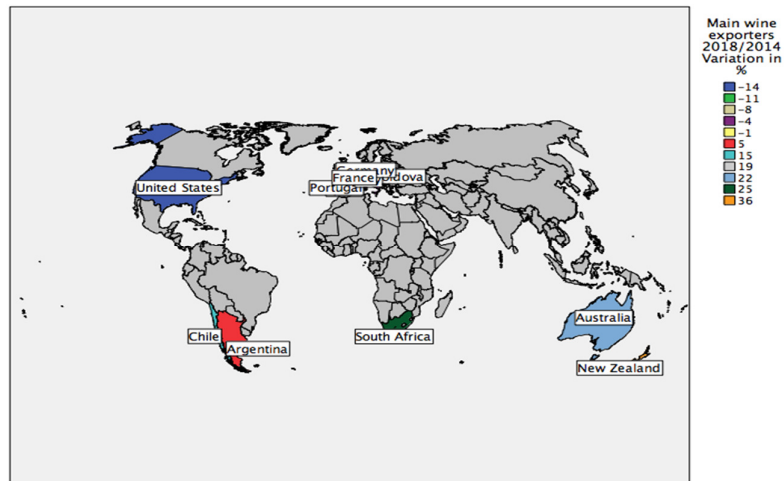 Main wine
exporters
2018/2014
Variation in
%
-14
-11
-8
-4
-1
5
15
19
22
25
36
Germany
France
Portugal
United States
Chile
Argentina
South Africa
Australia
New Zealand